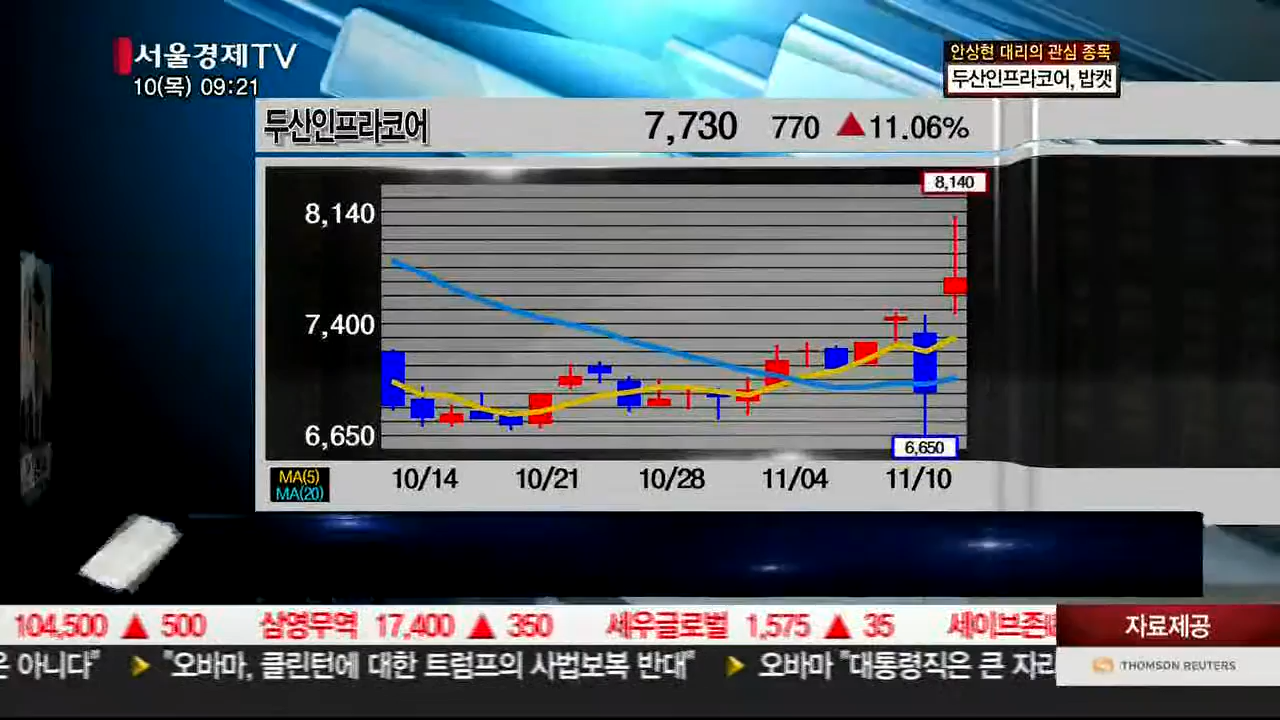 서울경제TV
10(목) 09:21
안상현 대리의 관심 종목
두산인프라코어, 밥캣
두산인프라코어 7,730 770 ▲11.06%
8,140
8,140
7,400
6,650
6,650
10/14 10/21 10/28 11/04 11/10
MA(5)
MA(20)
104,500 ▲ 500 삼영무역 17,400 ▲ 350 세우글로벌 1,575 ▲ 35 세이브존
자료제공
은 아니다" "오바마, 클린턴에 대한 트럼프의 사법보복 반대" 오바마 "대통령직은 큰 자리
THOMSON REUTERS